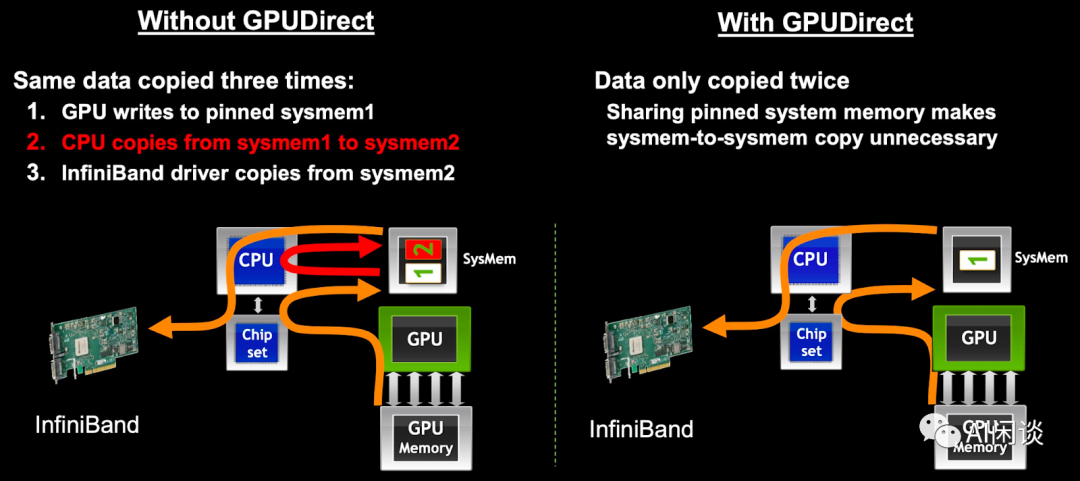 Without GPUDirect
Same data copied three times:
1. GPU writes to pinned sysmem1
2. CPU copies from sysmem1 to sysmem2
3. InfiniBand driver copies from sysmem2
CPU
2
1
SysMem
Chip
set
GPU
GPU
Memory
InfiniBand
With GPUDirect
Data only copied twice
Sharing pinned system memory makes
sysmem-to-sysmem copy unnecessary
CPU
1
SysMem
Chip
set
GPU
GPU
Memory
InfiniBand
AI闲谈